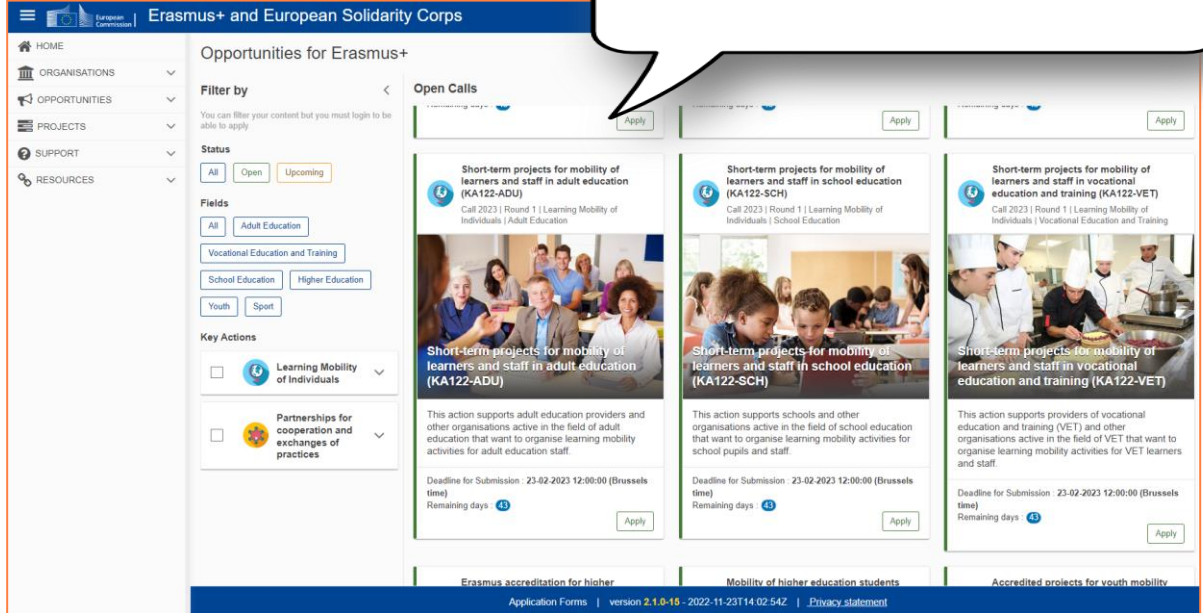 European
Commission
Erasmus+ and European Solidarity Corps
HOME
ORGANISATIONS
OPPORTUNITIES
PROJECTS
SUPPORT
RESOURCES
Opportunities for Erasmus+
Filter by
You can filter your content but you must login to be
able to apply
Status
All Open Upcoming
Fields
All Adult Education
Vocational Education and Training
School Education Higher Education
Youth Sport
Key Actions
Learning Mobility
of Individuals
Partnerships for
cooperation and
exchanges of
practices
Open Calls
Apply
Apply
Apply
Short-term projects for mobility of
learners and staff in adult education
(KA122-ADU)
Call 2023 | Round 1 | Learning Mobility of
Individuals | Adult Education
Short-term projects for mobility of
learners and staff in adult education
(KA122-ADU)
This action supports adult education providers and
other organisations active in the field of adult
education that want to organise learning mobility
activities for adult education staff.
Deadline for Submission : 23-02-2023 12:00:00 (Brussels
time)
Remaining days : 43
Apply
Short-term projects for mobility of
learners and staff in school education
(KA122-SCH)
Call 2023 | Round 1 | Learning Mobility of
Individuals | School Education
Short-term projects for mobility of
learners and staff in school education
(KA122-SCH)
This action supports schools and other
organisations active in the field of school education
that want to organise learning mobility activities for
school pupils and staff.
Deadline for Submission : 23-02-2023 12:00:00 (Brussels
time)
Remaining days : 43
Apply
Short-term projects for mobility of
learners and staff in vocational
education and training (KA122-VET)
Call 2023 | Round 1 | Learning Mobility of
Individuals | Vocational Education and Training
Short-term projects for mobility of
learners and staff in vocational
education and training (KA122-VET)
This action supports providers of vocational
education and training (VET) and other
organisations active in the field of VET that want to
organise learning mobility activities for VET learners
and staff.
Deadline for Submission : 23-02-2023 12:00:00 (Brussels
time)
Remaining days : 43
Apply
Erasmus accreditation for higher
Mobility of higher education students
Accredited projects for youth mobility
Application Forms | version 2.1.0-15 - 2022-11-23T14:02:54Z | Privacy statement